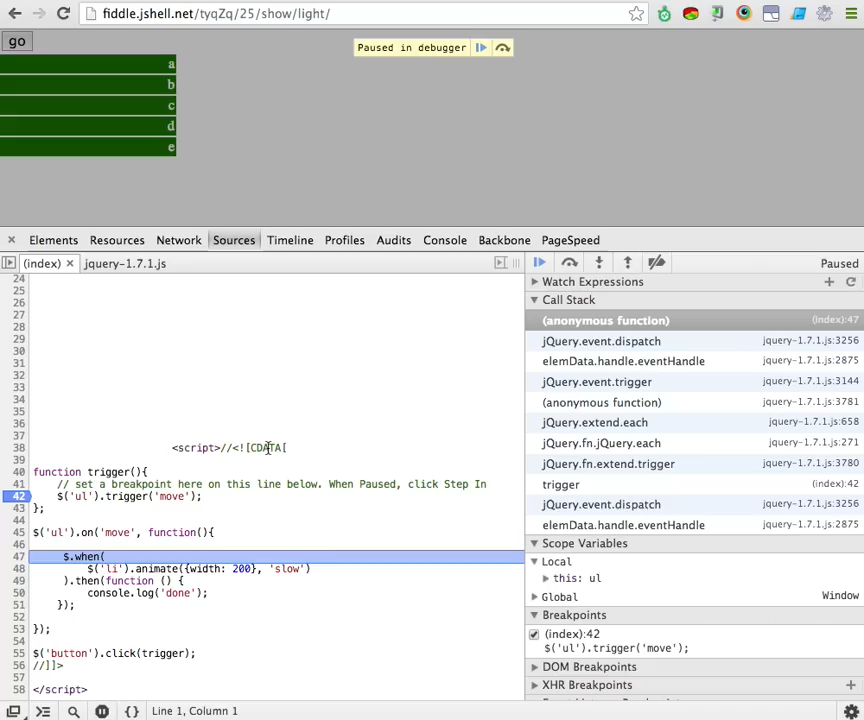 fiddle.jshell.net/tyqZq/25/show/light/
go
Paused in debugger
a
b
c
d
e
Elements Resources Network Sources Timeline Profiles Audits Console Backbone PageSpeed
(index) jquery-1.7.1.js
Paused
24
25
26
27
28
29
30
31
32
33
34
35
36
37
38 <script>//<![CDATA[
39
40 function trigger(){
41 // set a breakpoint here on this line below. When Paused, click Step In
42 $('ul').trigger('move');
43 };
44
45 $('ul').on('move', function(){
46
47 $.when(
48 $('li').animate({width: 200}, 'slow')
49 ).then(function () {
50 console.log('done');
51 });
52
53 });
54
55 $('button').click(trigger);
56 //]]>
57
58 </script>
Watch Expressions
Call Stack
(anonymous function) (index):47
jQuery.event.dispatch jquery-1.7.1.js:3256
elemData.handle.eventHandle jquery-1.7.1.js:2875
jQuery.event.trigger jquery-1.7.1.js:3144
(anonymous function) jquery-1.7.1.js:3781
jQuery.extend.each jquery-1.7.1.js:658
jQuery.fn.jQuery.each jquery-1.7.1.js:271
jQuery.fn.extend.trigger jquery-1.7.1.js:3781
trigger (index):42
jQuery.event.dispatch jquery-1.7.1.js:3256
elemData.handle.eventHandle jquery-1.7.1.js:2875
Scope Variables
Local
this: ul
Global Window
Breakpoints
(index):42
$('ul').trigger('move');
DOM Breakpoints
XHR Breakpoints
Line 1, Column 1